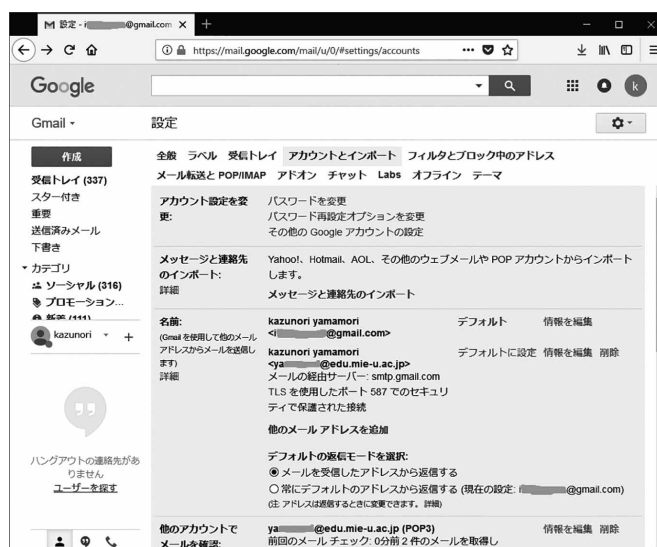 設定 - i @gmail.com
https://mail.google.com/mail/u/0/#settings/accounts
Google
k
Gmail
設定
作成
受信トレイ (337)
スター付き
重要
送信済みメール
下書き
カテゴリ
ソーシャル (316)
プロモーション...
新着 (111)
kazunori
ハングアウトの連絡先がありません
ユーザーを探す
全般 ラベル 受信トレイ アカウントとインポート フィルタとブロック中のアドレス
メール転送と POP/IMAP アドオン チャット Labs オフライン テーマ
アカウント設定を変
更:
パスワードを変更
パスワード再設定オプションを変更
その他の Google アカウントの設定
メッセージと連絡先
のインポート:
詳細
Yahoo!、Hotmail、AOL、その他のウェブメールや POP アカウントからインポート
します。
メッセージと連絡先のインポート
名前:
(Gmail を使用して他のメール
アドレスからメールを送信し
ます)
詳細
kazunori yamamori
<i @gmail.com>
デフォルト 情報を編集
kazunori yamamori
<ya @edu.mie-u.ac.jp>
メールの経由サーバー: smtp.gmail.com
TLS を使用したポート 587 でのセキュリ
ティで保護された接続
デフォルトに設定 情報を編集 削除
他のメール アドレスを追加
デフォルトの返信モードを選択:
メールを受信したアドレスから返信する
常にデフォルトのアドレスから返信する (現在の設定: i @gmail.com)
(注: アドレスは返信するときに変更できます。 詳細)
他のアカウントで
メールを確認:
ya @edu.mie-u.ac.jp (POP3)
前回のメール チェック: 0分前 2 件のメールを取得し
情報を編集 削除